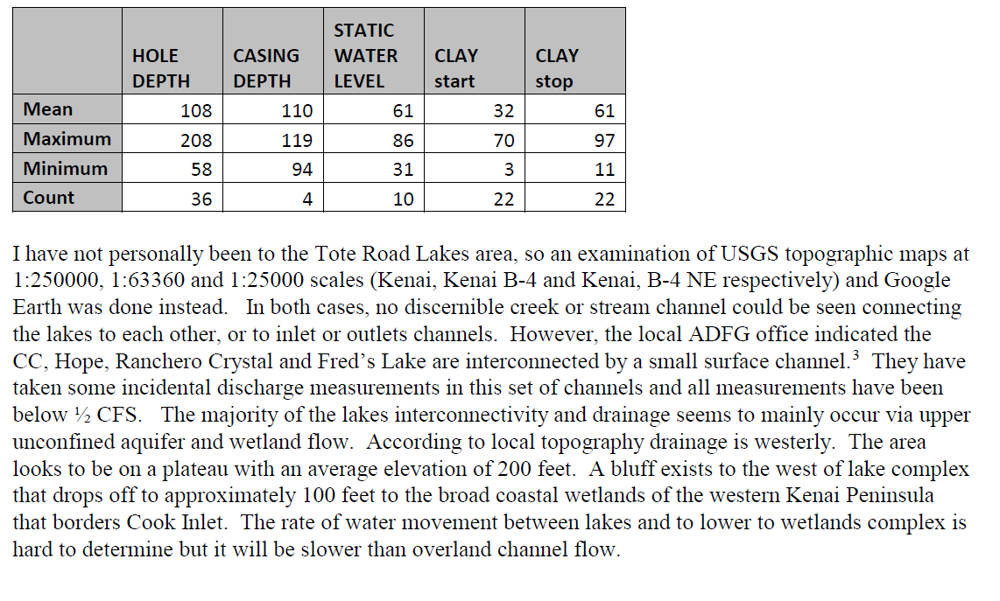 HOLE DEPTH CASING DEPTH STATIC WATER LEVEL CLAY start CLAY stop
Mean 108 110 61 32 61
Maximum 208 119 86 70 97
Minimum 58 94 31 3 11
Count 36 4 10 22 22
I have not personally been to the Tote Road Lakes area, so an examination of USGS topographic maps at
1:250000, 1:63360 and 1:25000 scales (Kenai, Kenai B-4 and Kenai, B-4 NE respectively) and Google
Earth was done instead. In both cases, no discernible creek or stream channel could be seen connecting
the lakes to each other, or to inlet or outlets channels. However, the local ADFG office indicated the
CC, Hope, Ranchero Crystal and Fred’s Lake are interconnected by a small surface channel.³ They have
taken some incidental discharge measurements in this set of channels and all measurements have been
below ½ CFS. The majority of the lakes interconnectivity and drainage seems to mainly occur via upper
unconfined aquifer and wetland flow. According to local topography drainage is westerly. The area
looks to be on a plateau with an average elevation of 200 feet. A bluff exists to the west of lake complex
that drops off to approximately 100 feet to the broad coastal wetlands of the western Kenai Peninsula
that borders Cook Inlet. The rate of water movement between lakes and to lower to wetlands complex is
hard to determine but it will be slower than overland channel flow.